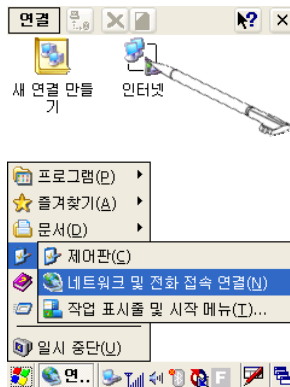 연결
새 연결 만들
기
인터넷
프로그램(P)
즐겨찾기(A)
문서(D)
제어판(C)
네트워크 및 전화 접속 연결(N)
작업 표시줄 및 시작 메뉴(T)...
일시 중단(U)
연..
F